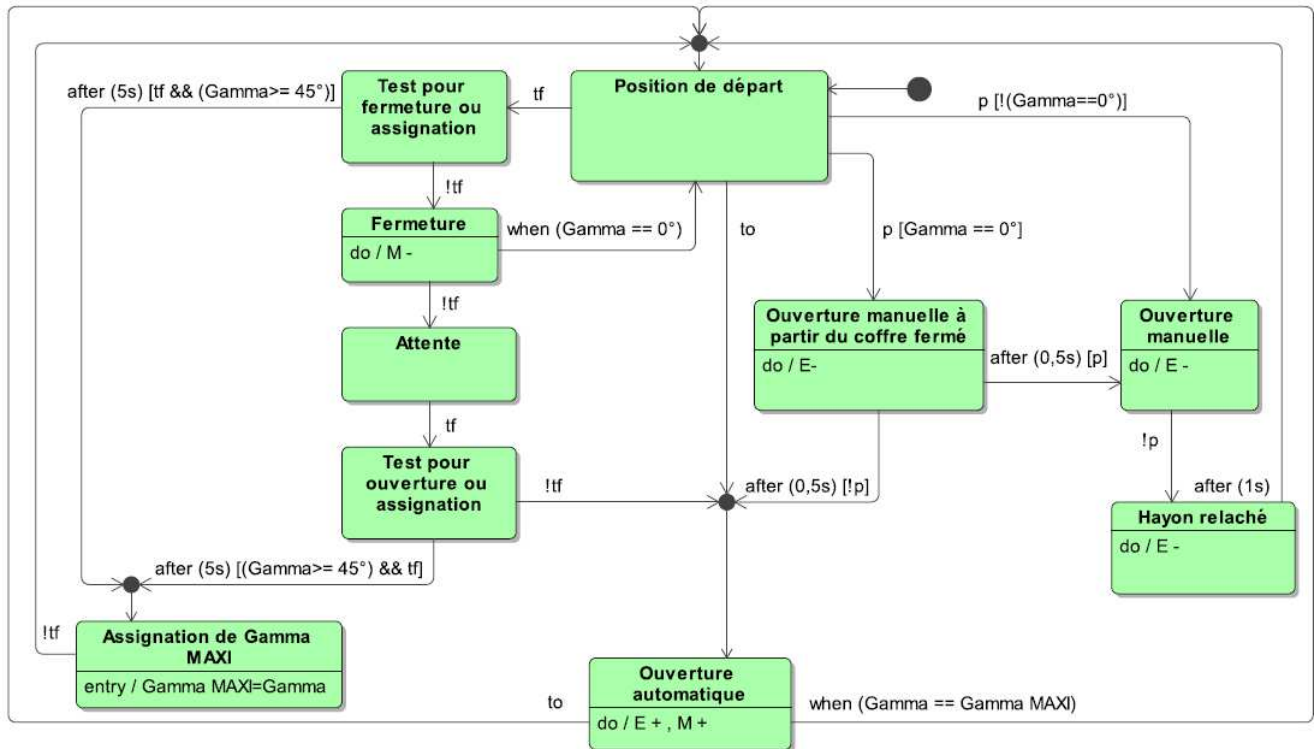 after (5s) [tf && (Gamma>= 45°)]
Test pour
fermeture ou
assignation
tf
Position de départ
p [!(Gamma==0°)]
!tf
Fermeture
do / M -
when (Gamma == 0°)
to
p [Gamma == 0°]
!tf
Attente
Ouverture manuelle à
partir du coffre fermé
do / E-
after (0,5s) [p]
Ouverture
manuelle
do / E -
tf
Test pour
ouverture ou
assignation
!tf
after (0,5s) [!p]
!p
after (1s)
Hayon relaché
do / E -
after (5s) [(Gamma>= 45°) && tf]
!tf
Assignation de Gamma
MAXI
entry / Gamma MAXI=Gamma
to
Ouverture
automatique
do / E + , M +
when (Gamma == Gamma MAXI)